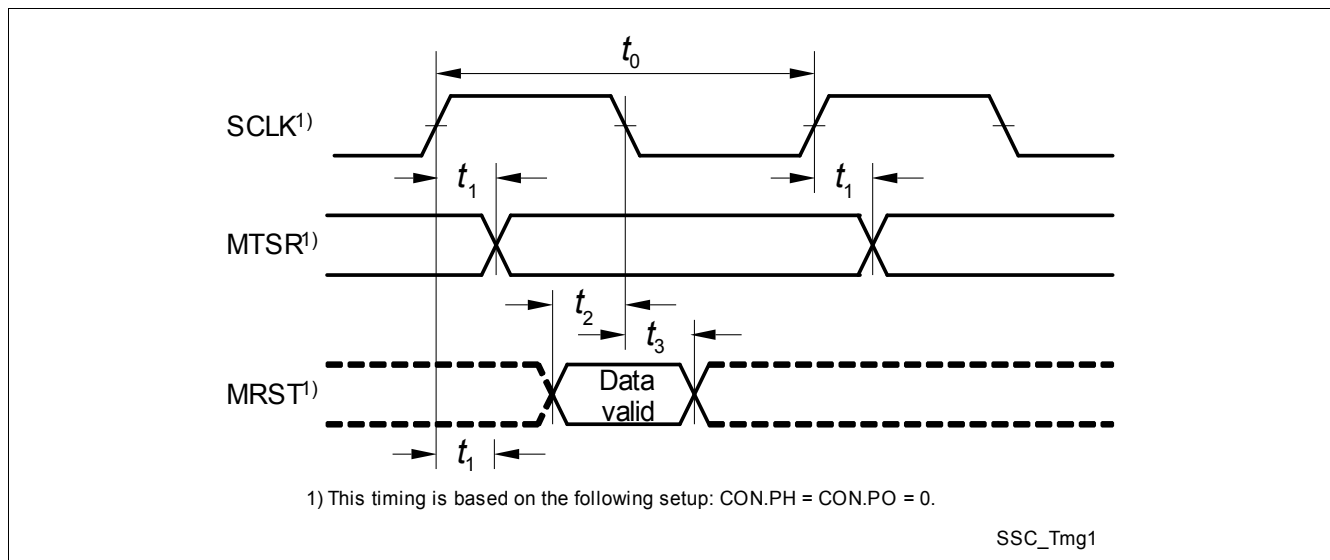 t0
SCLK1)
t1 t1
MTSR1)
t2
t3
MRST1)
Data
valid
t1
1) This timing is based on the following setup: CON.PH = CON.PO = 0.
SSC_Tmg1